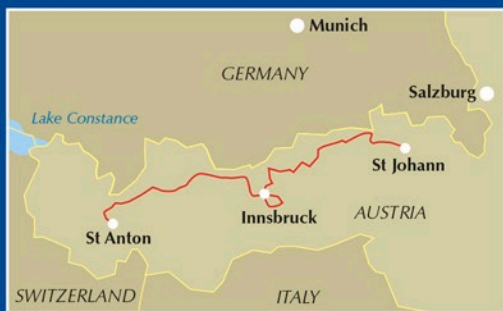 Munich
GERMANY
Salzburg
Lake Constance
St Johann
Innsbruck
AUSTRIA
St Anton
SWITZERLAND
ITALY